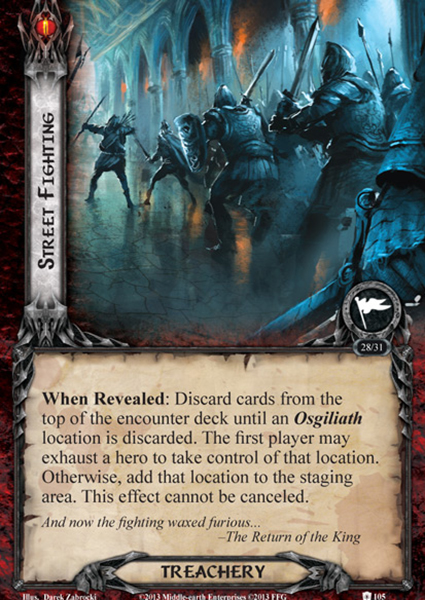 STREET FIGHTING
28/31
When Revealed: Discard cards from the
top of the encounter deck until an Osgiliath
location is discarded. The first player may
exhaust a hero to take control of that location.
Otherwise, add that location to the staging
area. This effect cannot be canceled.
And now the fighting waxed furious...
–The Return of the King
TREACHERY
Illus. Darek Zabrocki ©2013 Middle-earth Enterprises ©2013 FFG 105